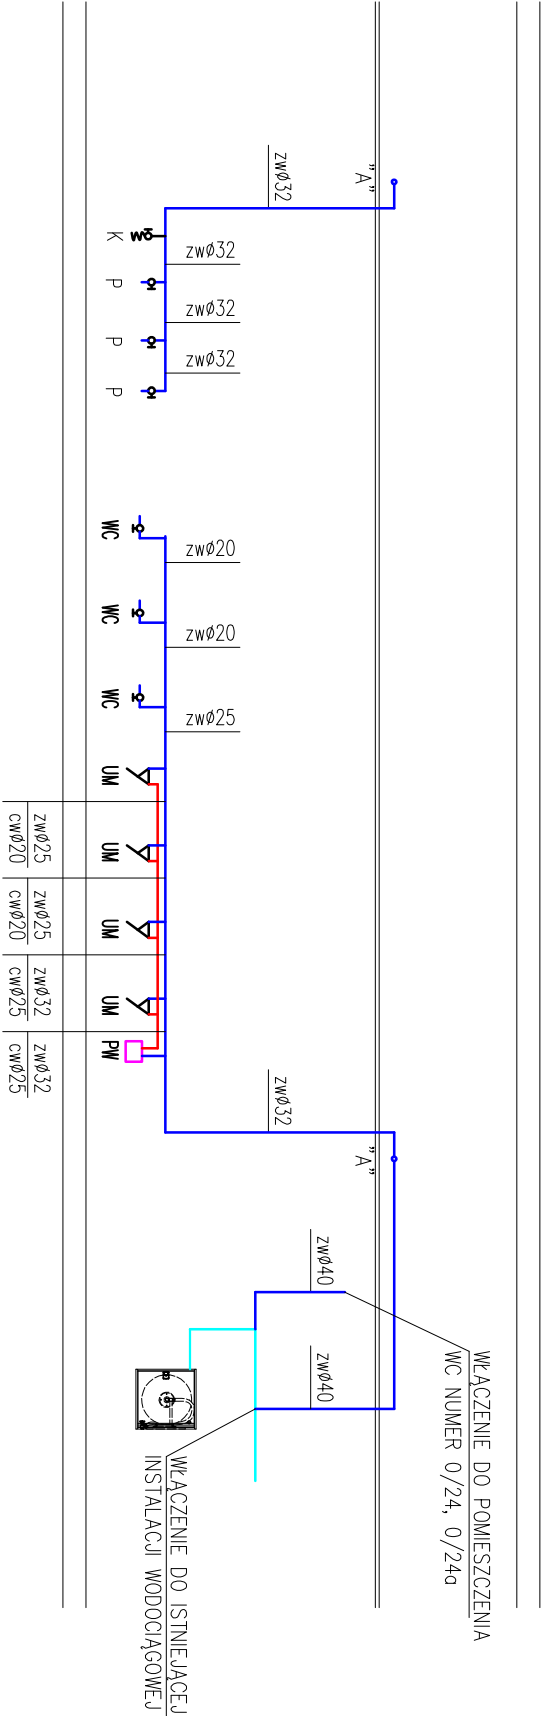 "A"
zwø32
K
zwø32
P
zwø32
P
zwø32
P
WC
zwø20
WC
zwø20
WC
zwø25
UM
zwø25
cwø20
UM
zwø25
cwø20
UM
zwø32
cwø25
UM
PW
zwø32
cwø25
zwø32
"A"
zwø40
zwø40
WŁĄCZENIE DO POMIESZCZENIA
WC NUMER 0/24, 0/24a
WŁĄCZENIE DO ISTNIEJĄCEJ
INSTALACJI WODOCIĄGOWEJ